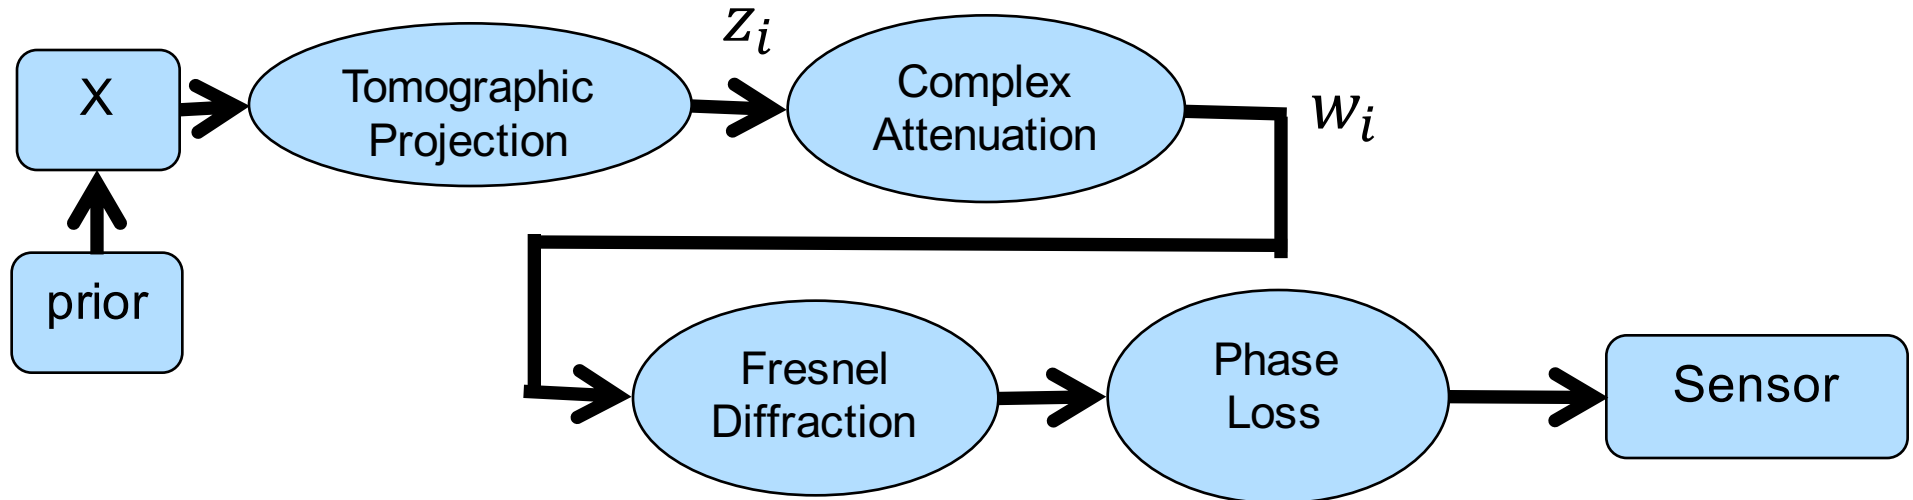 X
Tomographic
Projection
z_i
Complex
Attenuation
w_i
prior
Fresnel
Diffraction
Phase
Loss
Sensor